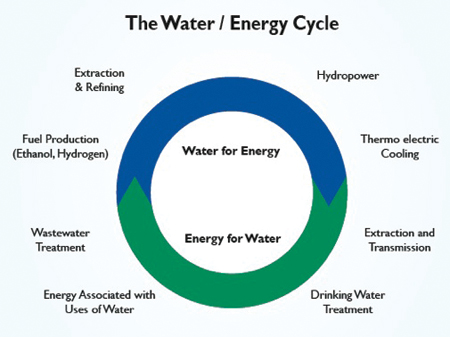 The Water / Energy Cycle
Extraction
& Refining
Hydropower
Fuel Production
(Ethanol, Hydrogen)
Water for Energy
Thermo electric
Cooling
Wastewater
Treatment
Energy for Water
Extraction and
Transmission
Energy Associated with
Uses of Water
Drinking Water
Treatment